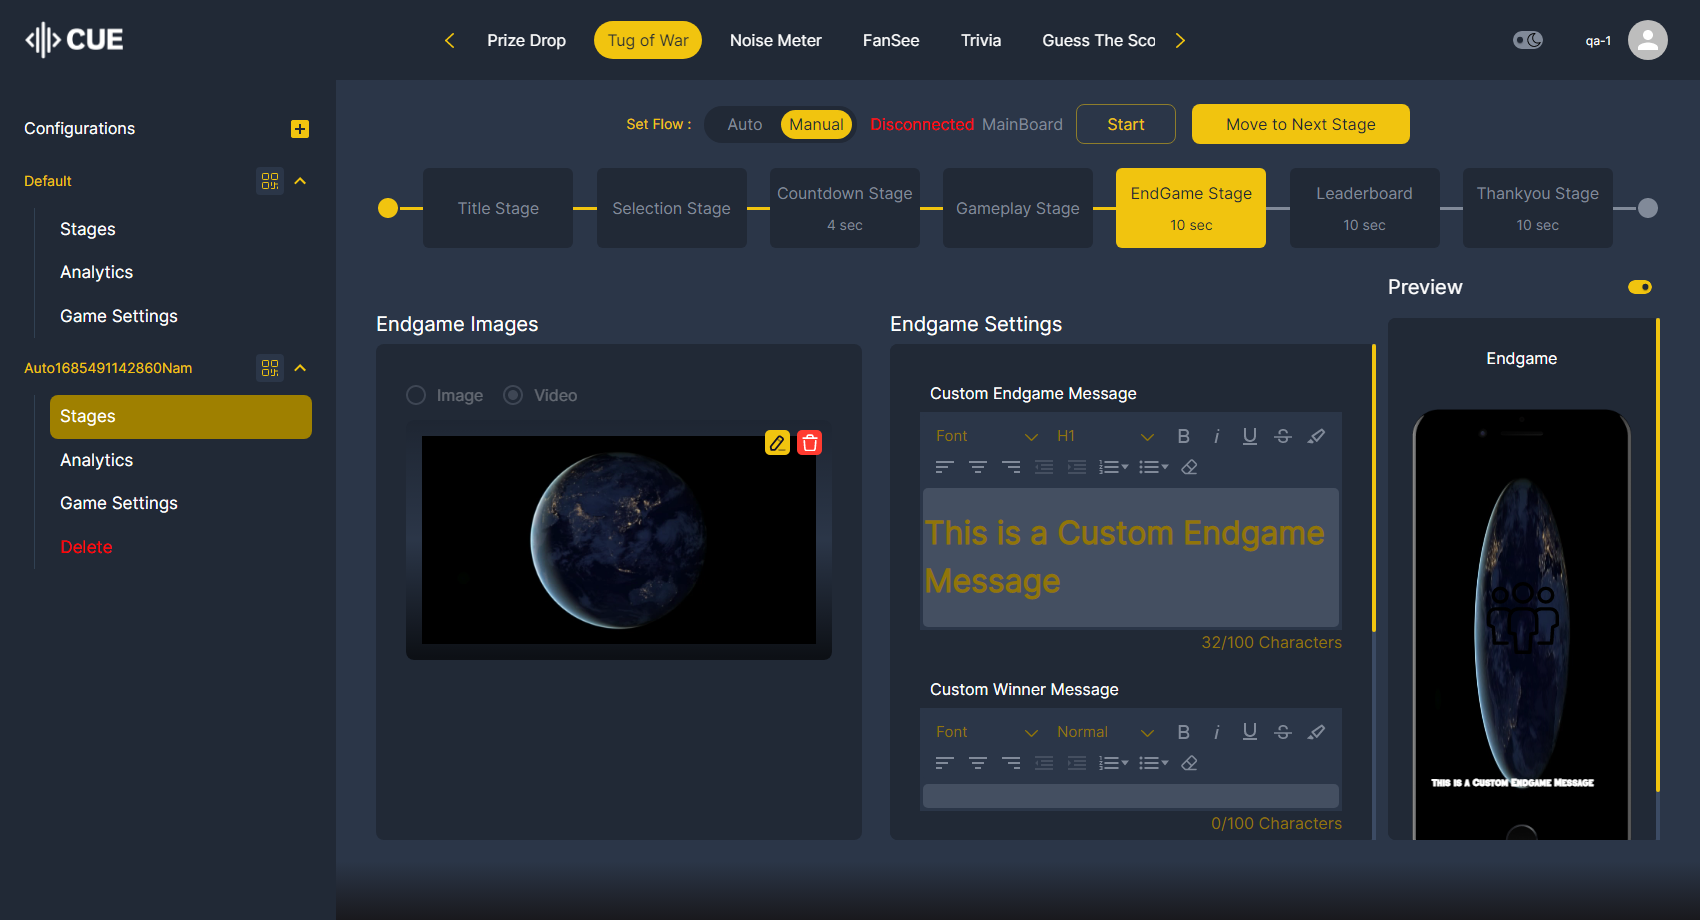 CUE
Prize Drop
Tug of War
Noise Meter
FanSee
Trivia
Guess The Sco
qa-1
Configurations
Default
Stages
Analytics
Game Settings
Auto1685491142860Nam
Stages
Analytics
Game Settings
Delete
Set Flow :
Auto
Manual
Disconnected MainBoard
Start
Move to Next Stage
Title Stage
Selection Stage
Countdown Stage
4 sec
Gameplay Stage
EndGame Stage
10 sec
Leaderboard
10 sec
Thankyou Stage
10 sec
Endgame Images
Image
Video
Endgame Settings
Custom Endgame Message
Font
H1
B
i
U
S
This is a Custom Endgame
Message
32/100 Characters
Custom Winner Message
Font
Normal
B
i
U
S
0/100 Characters
Preview
Endgame
This is a Custom Endgame Message